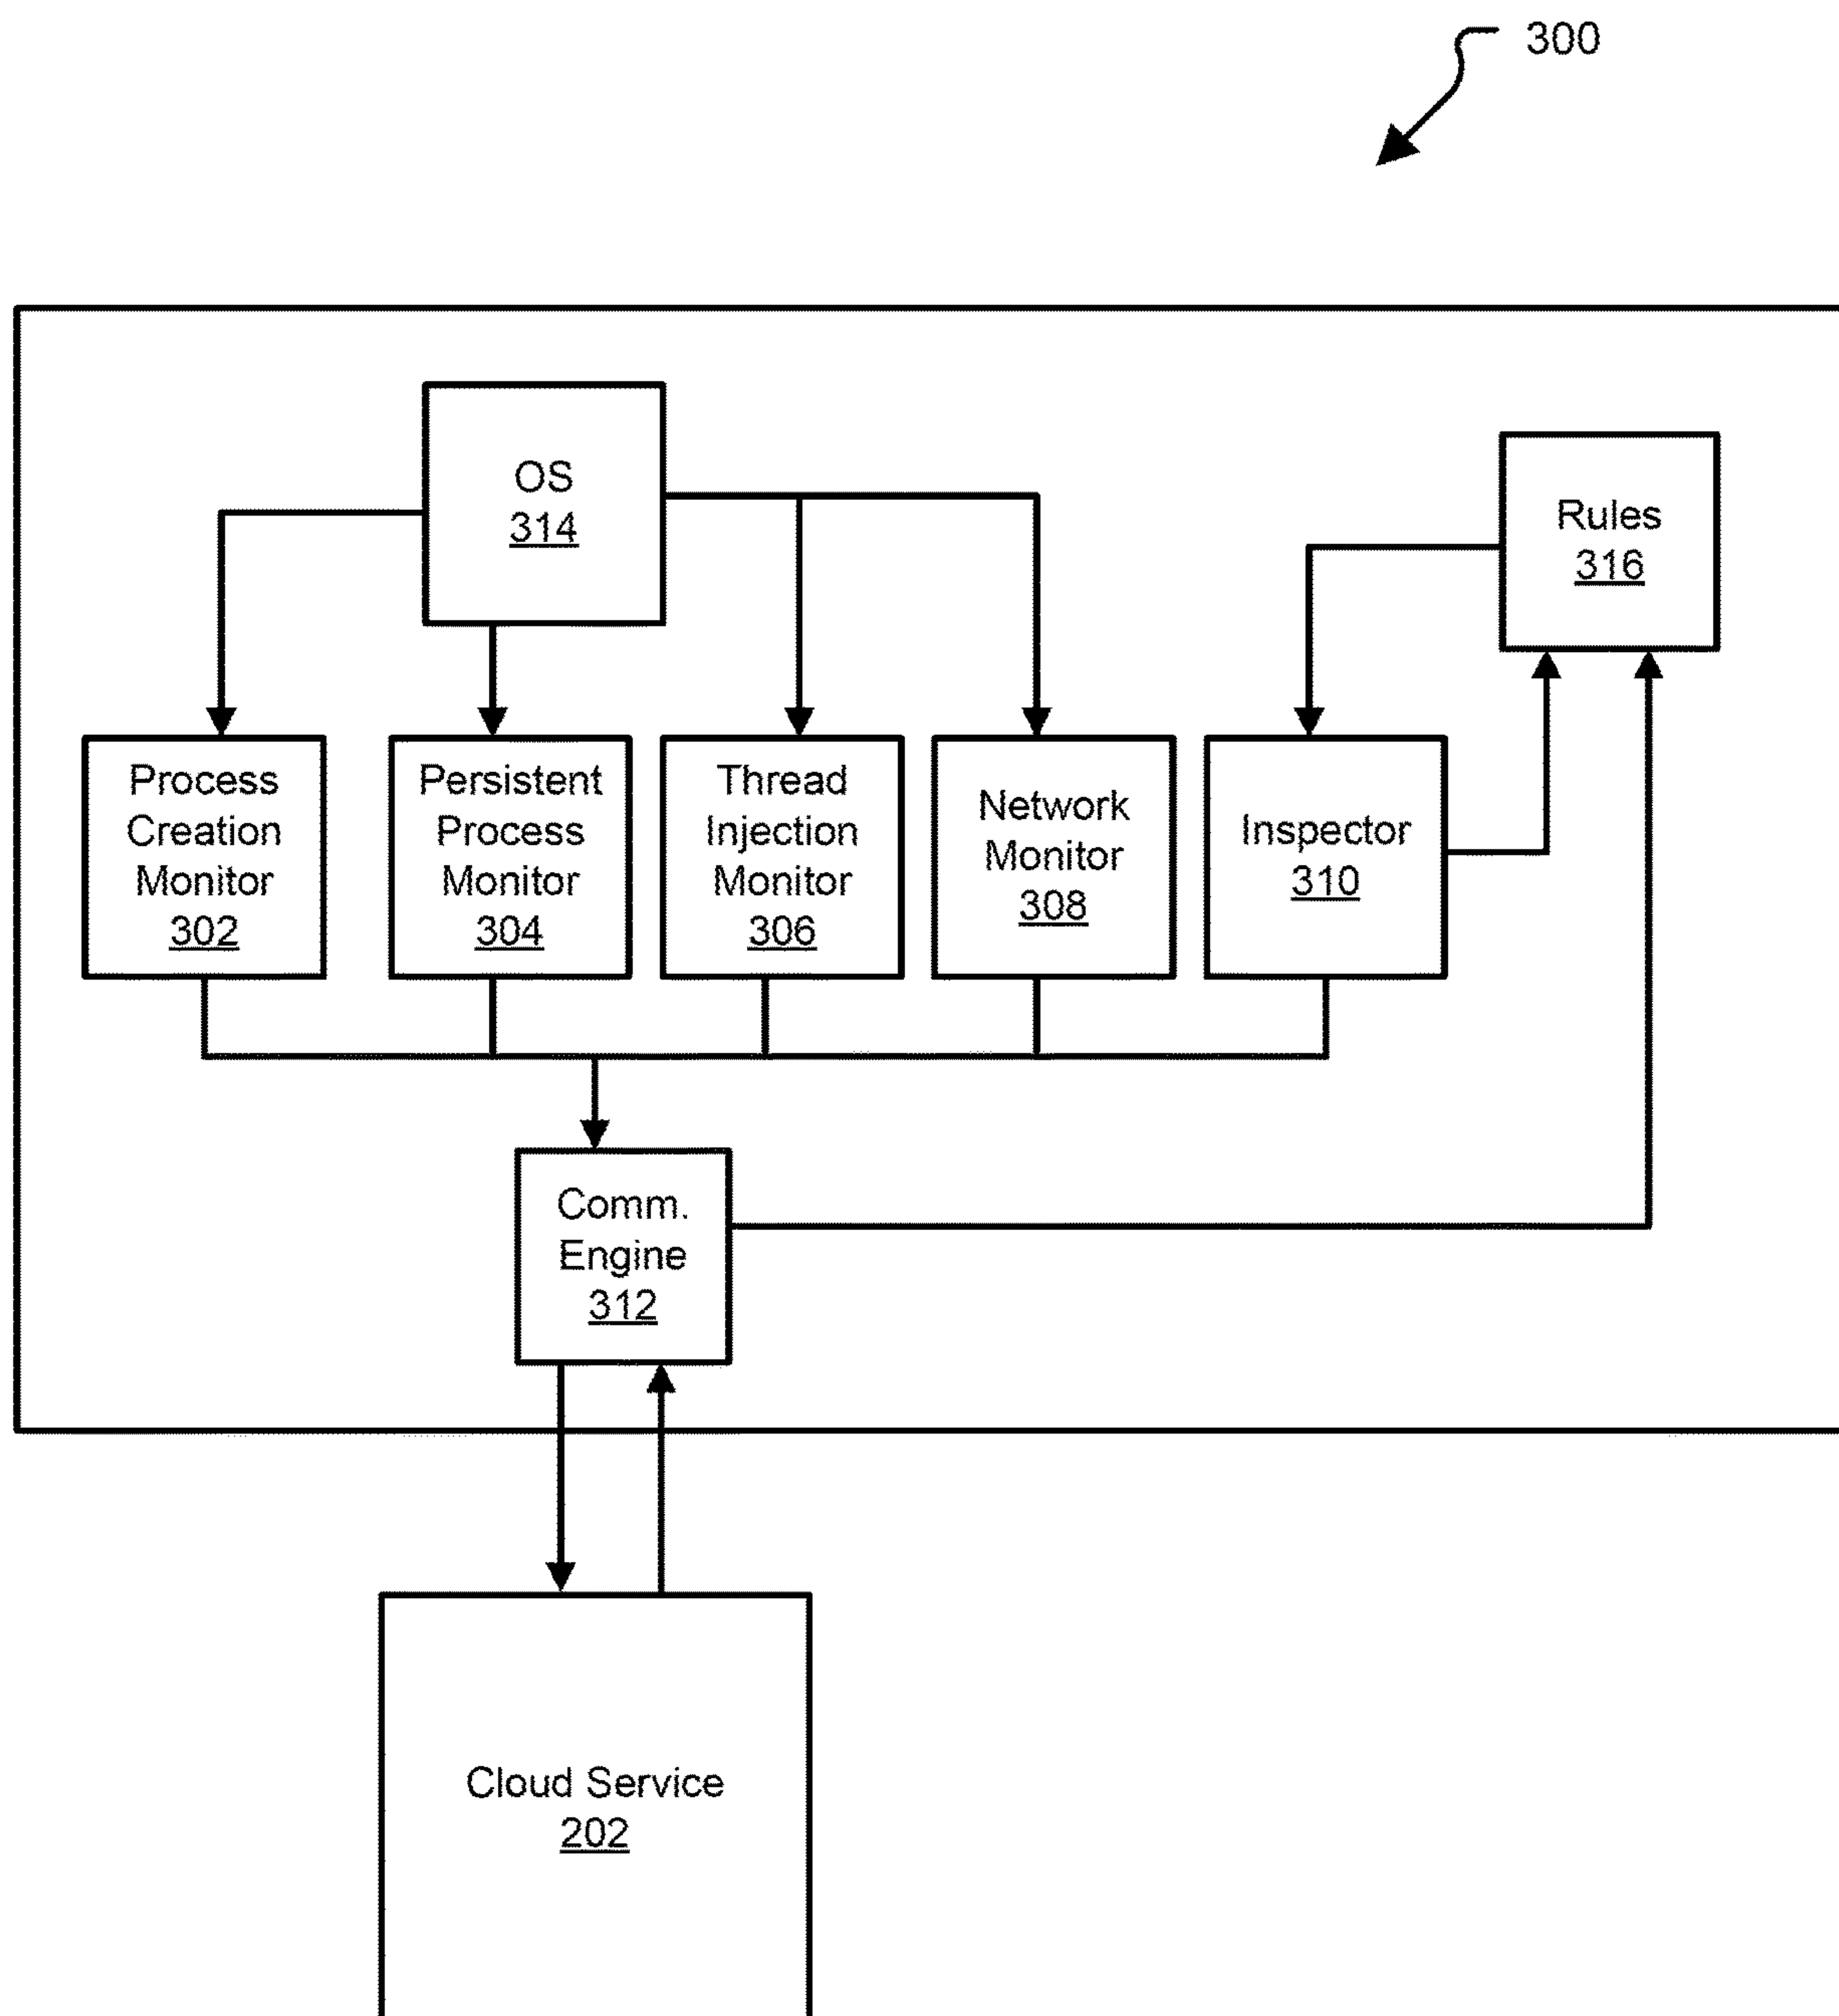 300
OS
314
Rules
316
Process
Creation
Monitor
302
Persistent
Process
Monitor
304
Thread
Injection
Monitor
306
Network
Monitor
308
Inspector
310
Comm.
Engine
312
Cloud Service
202